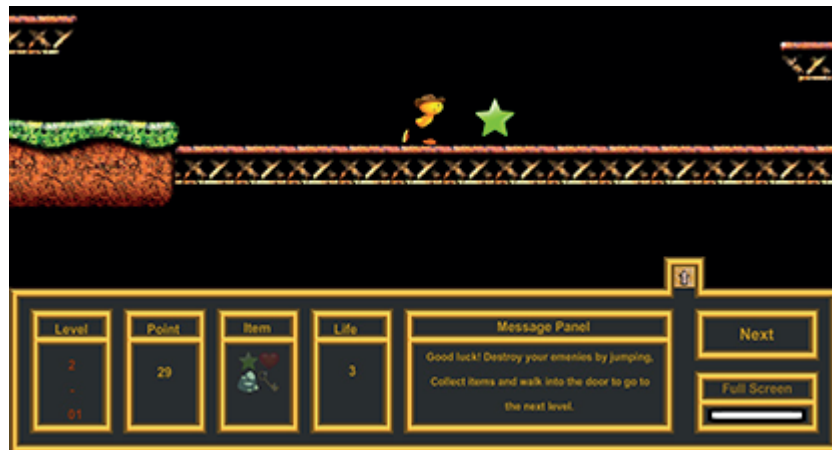 Level
2
-
01
Point
29
Item
Life
3
Message Panel
Good luck! Destroy your emenies by jumping,
Collect items and walk into the door to go to
the next level.
Next
Full Screen